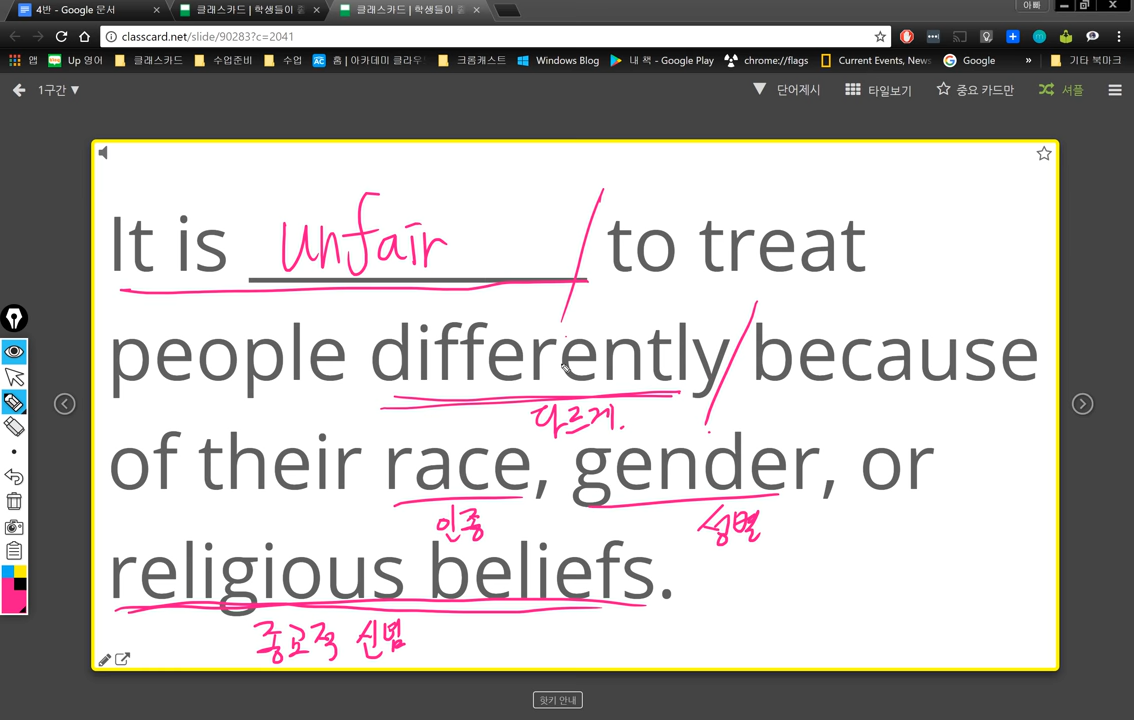 4반 - Google 문서
클래스카드 | 학생들이 클
클래스카드 | 학생들이 클
아빠
classcard.net/slide/90283?c=2041
앱 Up 영어 클래스카드 수업준비 수업 AC 홈 | 아카데미 클라우 크롬캐스트 Windows Blog 내 책 - Google Play chrome://flags Current Events, News Google » 기타 북마크
1구간 ▼ 단어제시 타일보기 중요 카드만 셔플
It is unfair / to treat
people differently / because
다르게.
of their race, gender, or
인종 성별
religious beliefs.
종교적 신념
핫키 안내